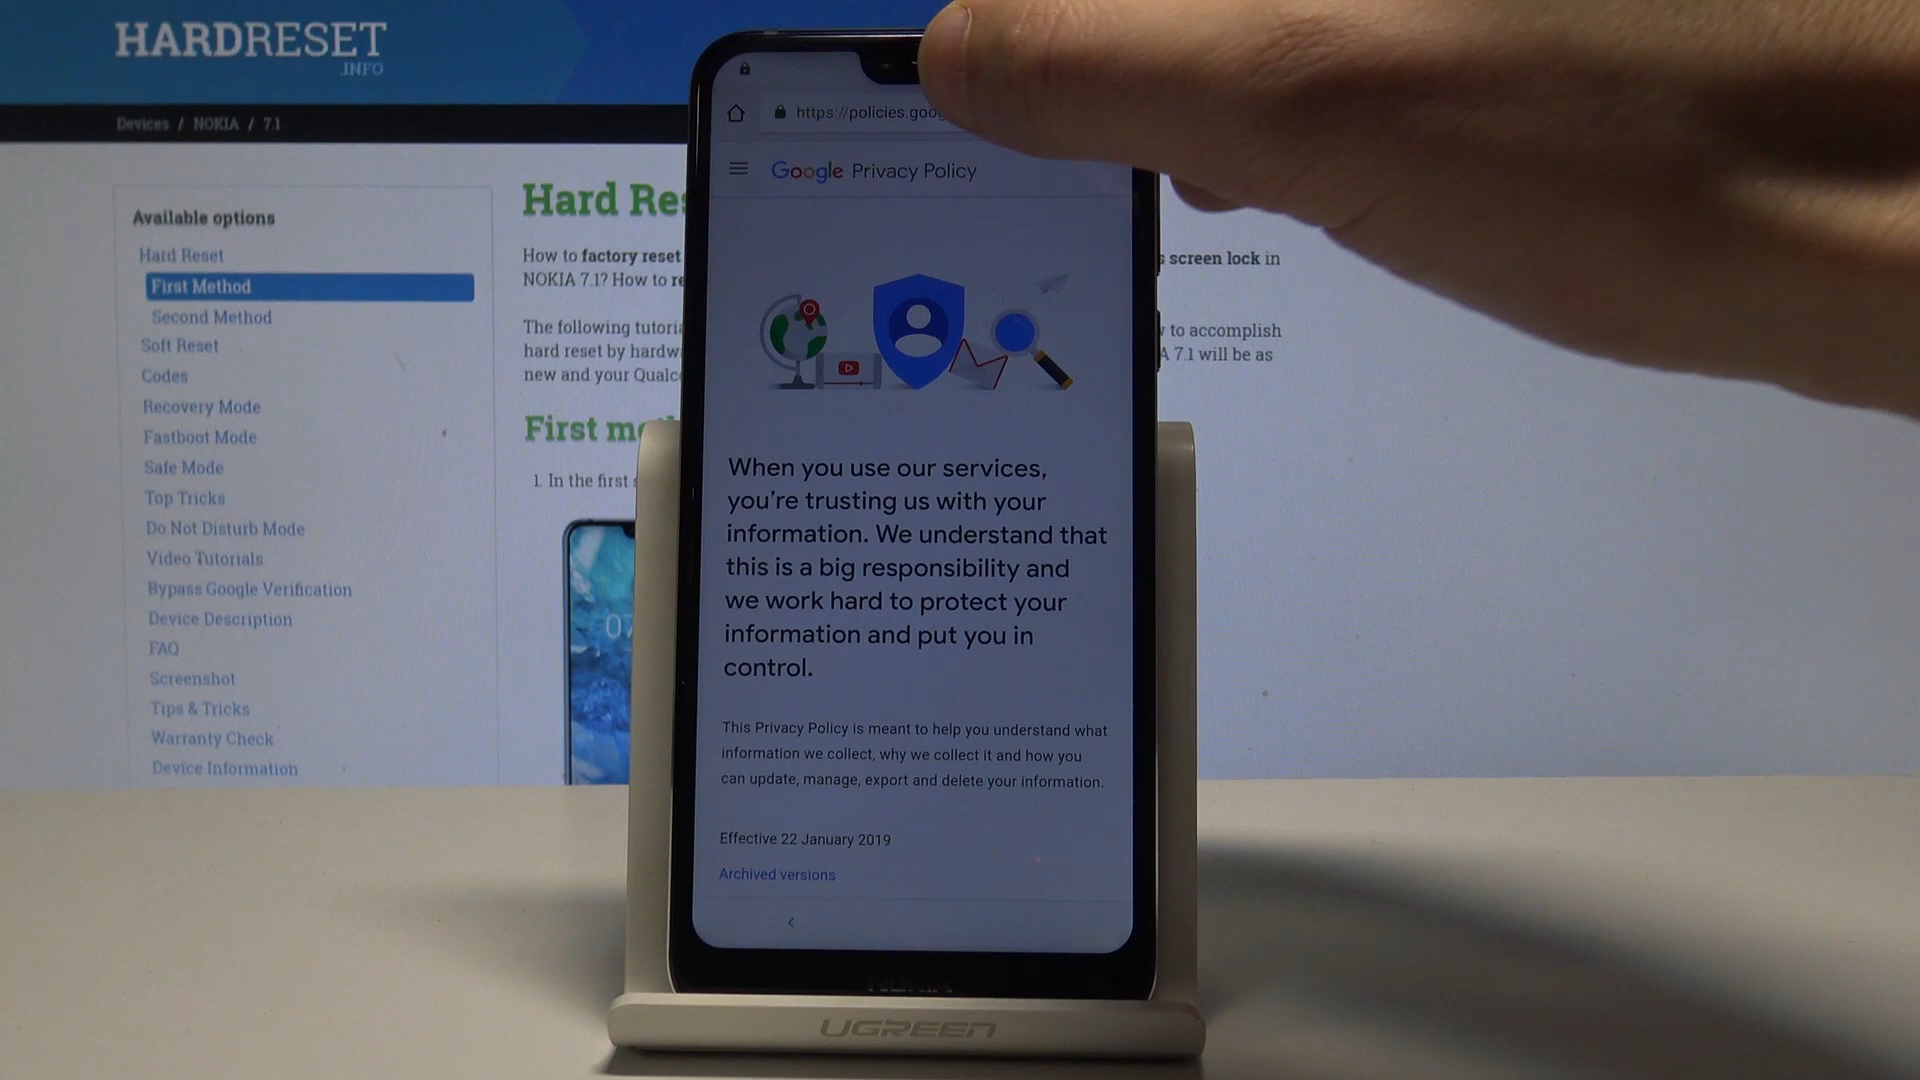 HARDRESET
.INFO
Devices / NOKIA / 7.1
Available options
Hard Reset
First Method
Second Method
Soft Reset
Codes
Recovery Mode
Fastboot Mode
Safe Mode
Top Tricks
Do Not Disturb Mode
Video Tutorials
Bypass Google Verification
Device Description
FAQ
Screenshot
Tips & Tricks
Warranty Check
Device Information
Hard Res
How to factory reset
NOKIA 7.1? How to re
The following tutoria
hard reset by hardwa
new and your Qualc
First me
1. In the first s
07
s screen lock in
to accomplish
A 7.1 will be as
https://policies.goog
Google Privacy Policy
When you use our services,
you're trusting us with your
information. We understand that
this is a big responsibility and
we work hard to protect your
information and put you in
control.
This Privacy Policy is meant to help you understand what
information we collect, why we collect it and how you
can update, manage, export and delete your information.
Effective 22 January 2019
Archived versions
NOKIA
UGREEN